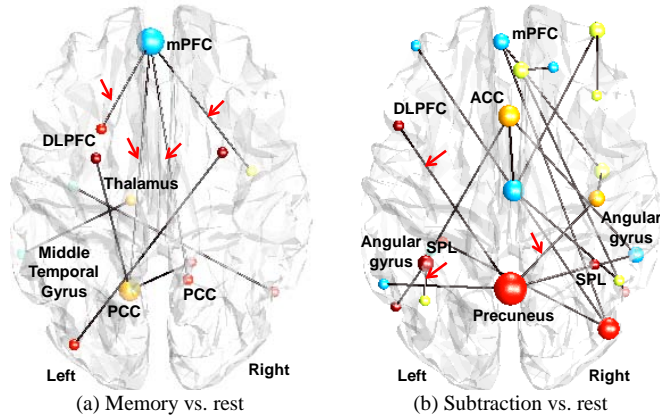 mPFC
DLPFC
Thalamus
Middle
Temporal
Gyrus
PCC
PCC
Left
Right
(a) Memory vs. rest
mPFC
ACC
DLPFC
Angular
gyrus
SPL
Angular
gyrus
SPL
Precuneus
Left
Right
(b) Subtraction vs. rest